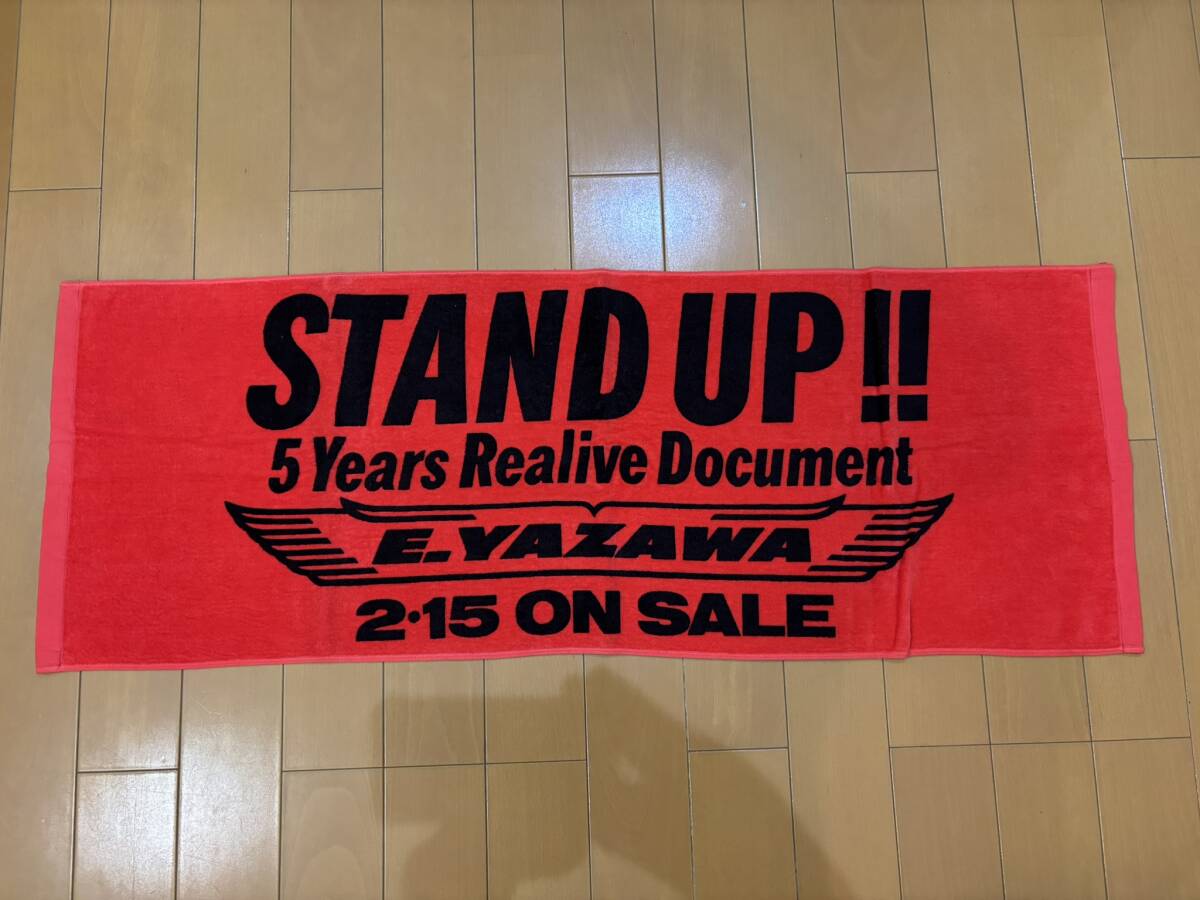 STAND UP!!
5 Years Realive Document
E.YAZAWA
2・15 ON SALE